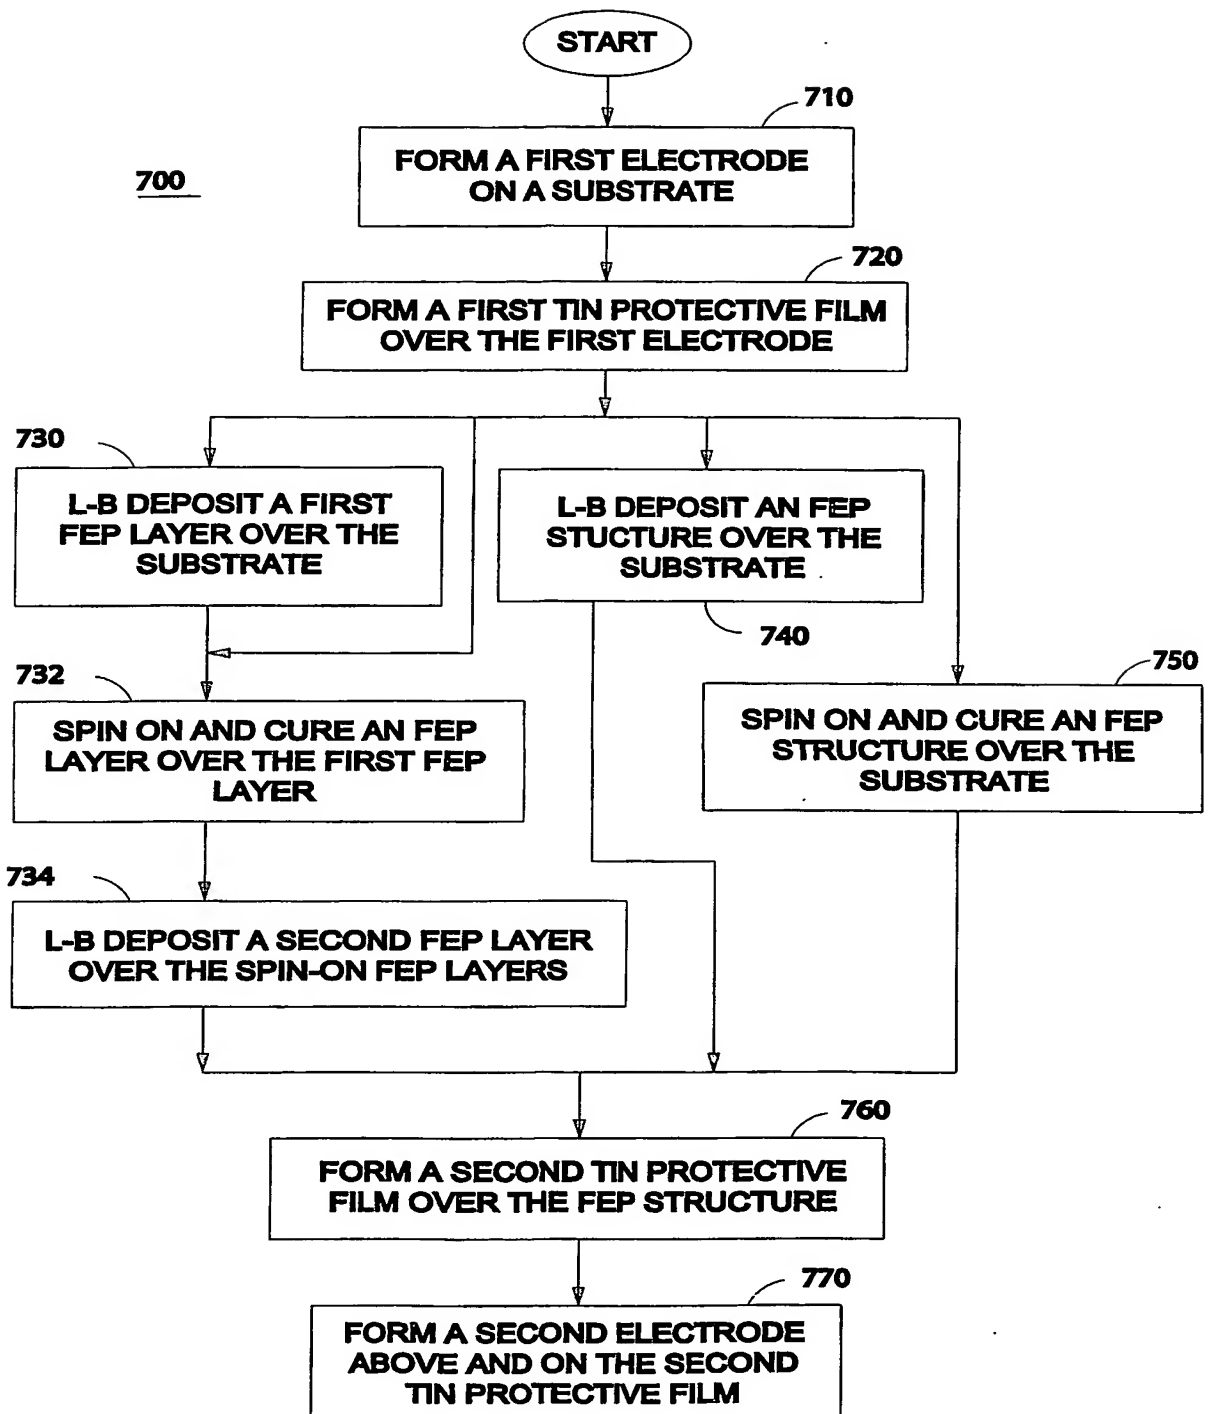 START
710
FORM A FIRST ELECTRODE
ON A SUBSTRATE
700
720
FORM A FIRST TIN PROTECTIVE FILM
OVER THE FIRST ELECTRODE
730
L-B DEPOSIT A FIRST
FEP LAYER OVER THE
SUBSTRATE
L-B DEPOSIT AN FEP
STUCTURE OVER THE
SUBSTRATE
740
732
SPIN ON AND CURE AN FEP
LAYER OVER THE FIRST FEP
LAYER
750
SPIN ON AND CURE AN FEP
STRUCTURE OVER THE
SUBSTRATE
734
L-B DEPOSIT A SECOND FEP LAYER
OVER THE SPIN-ON FEP LAYERS
760
FORM A SECOND TIN PROTECTIVE
FILM OVER THE FEP STRUCTURE
770
FORM A SECOND ELECTRODE
ABOVE AND ON THE SECOND
TIN PROTECTIVE FILM